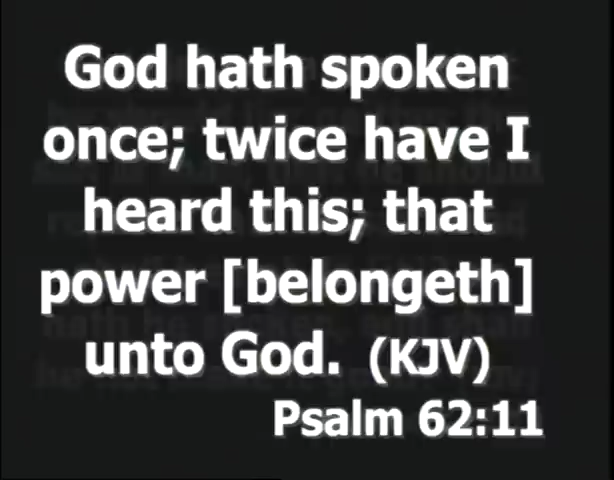 God hath spoken
once; twice have I
heard this; that
power [belongeth]
unto God. (KJV)
Psalm 62:11